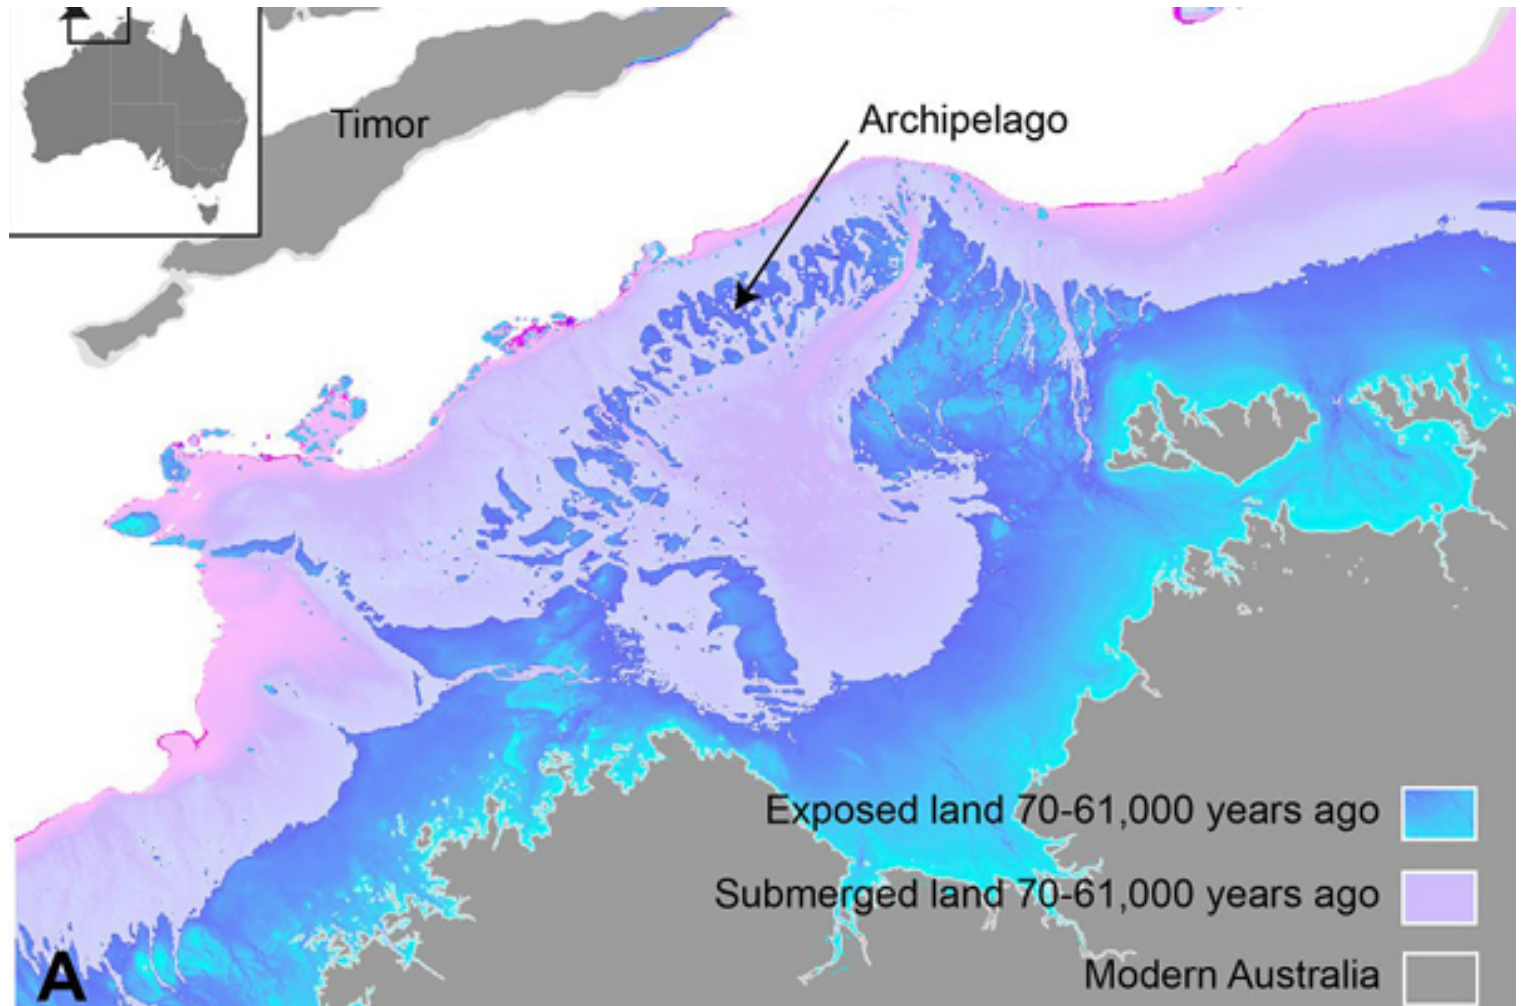 Timor
Archipelago
Exposed land 70-61,000 years ago
Submerged land 70-61,000 years ago
Modern Australia
A